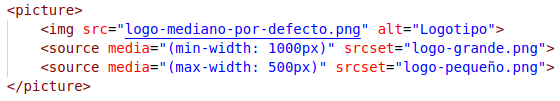 <picture>
<img src="logo-mediano-por-defecto.png" alt="Logotipo">
<source media="(min-width: 1000px)" srcset="logo-grande.png">
<source media="(max-width: 500px)" srcset="logo-pequeño.png">
</picture>